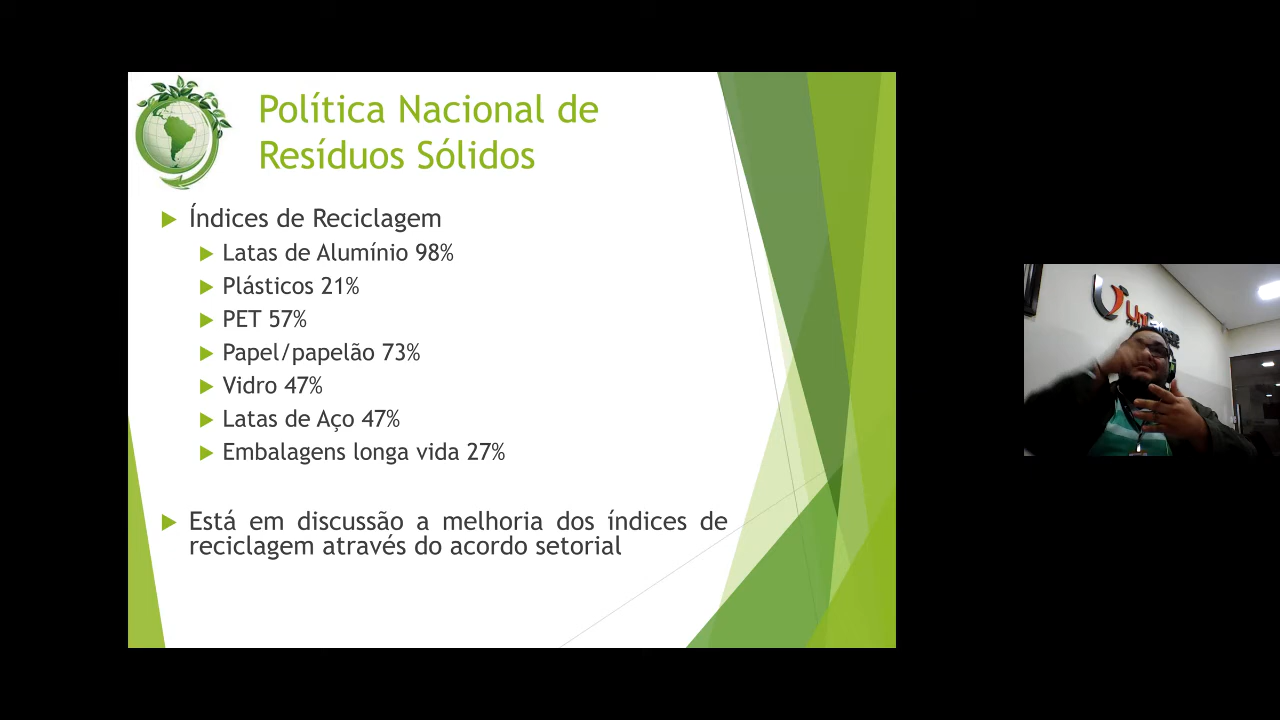 Política Nacional de
Resíduos Sólidos
Índices de Reciclagem
Latas de Alumínio 98%
Plásticos 21%
PET 57%
Papel/papelão 73%
Vidro 47%
Latas de Aço 47%
Embalagens longa vida 27%
Está em discussão a melhoria dos índices de
reciclagem através do acordo setorial